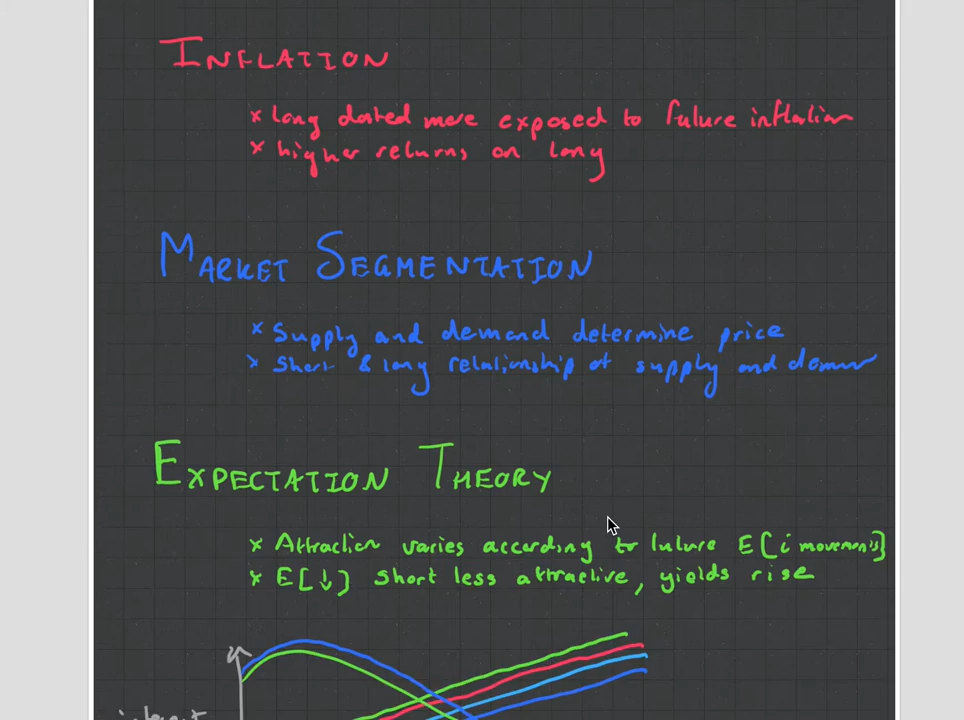 INFLATION
× long dated more exposed to future inflation
× higher returns on long
MARKET SEGMENTATION
× Supply and demand determine price
× Short & long relationship of supply and deman
EXPECTATION THEORY
× Attraction varies according to future E[i movements]
× E[↓] short less attractive, yields rise